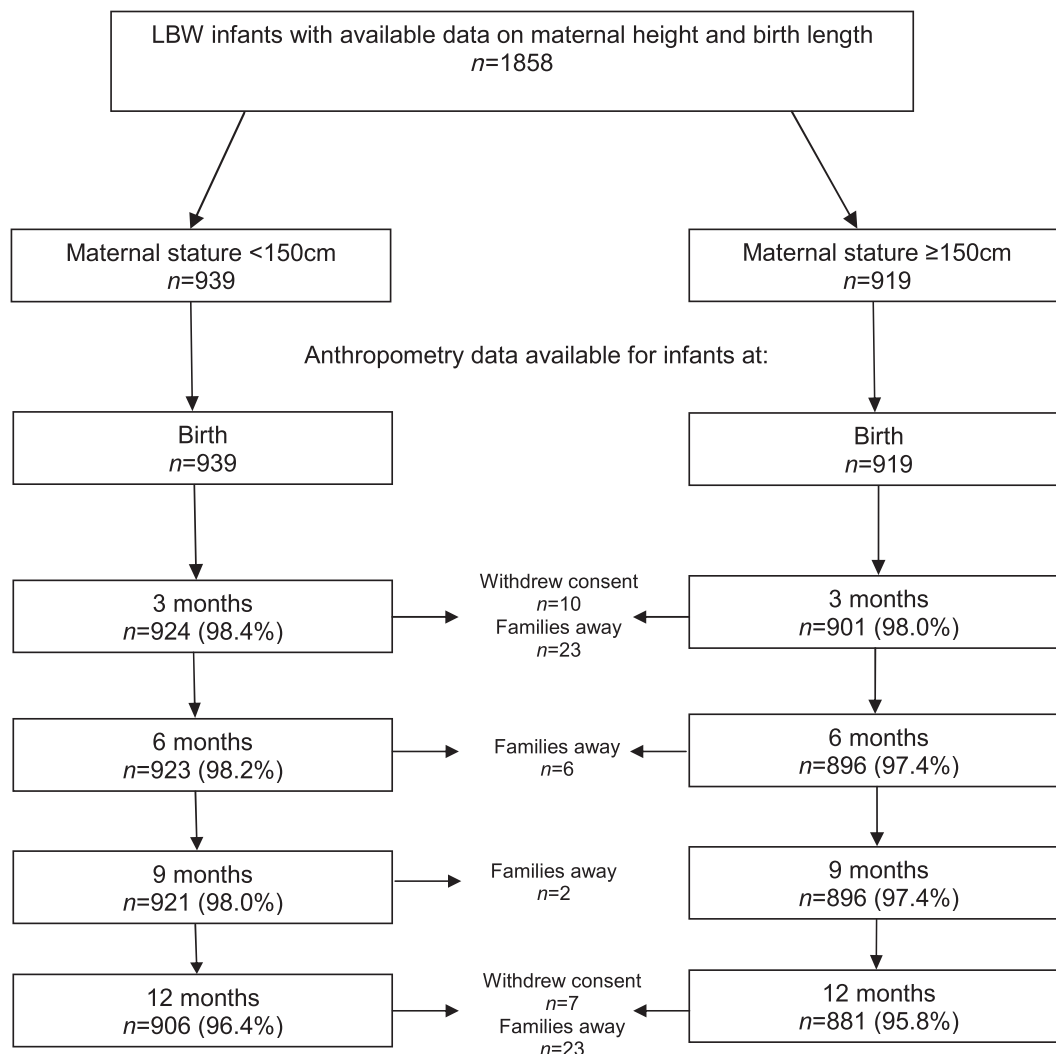 LBW infants with available data on maternal height and birth length
n=1858
Maternal stature <150cm
n=939
Maternal stature ≥150cm
n=919
Anthropometry data available for infants at:
Birth
n=939
Birth
n=919
3 months
n=924 (98.4%)
Withdrew consent
n=10
Families away
n=23
3 months
n=901 (98.0%)
6 months
n=923 (98.2%)
Families away
n=6
6 months
n=896 (97.4%)
9 months
n=921 (98.0%)
Families away
n=2
9 months
n=896 (97.4%)
12 months
n=906 (96.4%)
Withdrew consent
n=7
Families away
n=23
12 months
n=881 (95.8%)